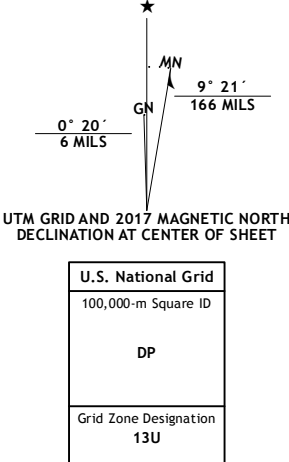 ★
MN
GN
9° 21´
166 MILS
0° 20´
6 MILS
UTM GRID AND 2017 MAGNETIC NORTH
DECLINATION AT CENTER OF SHEET
U.S. National Grid
100,000-m Square ID
DP
Grid Zone Designation
13U